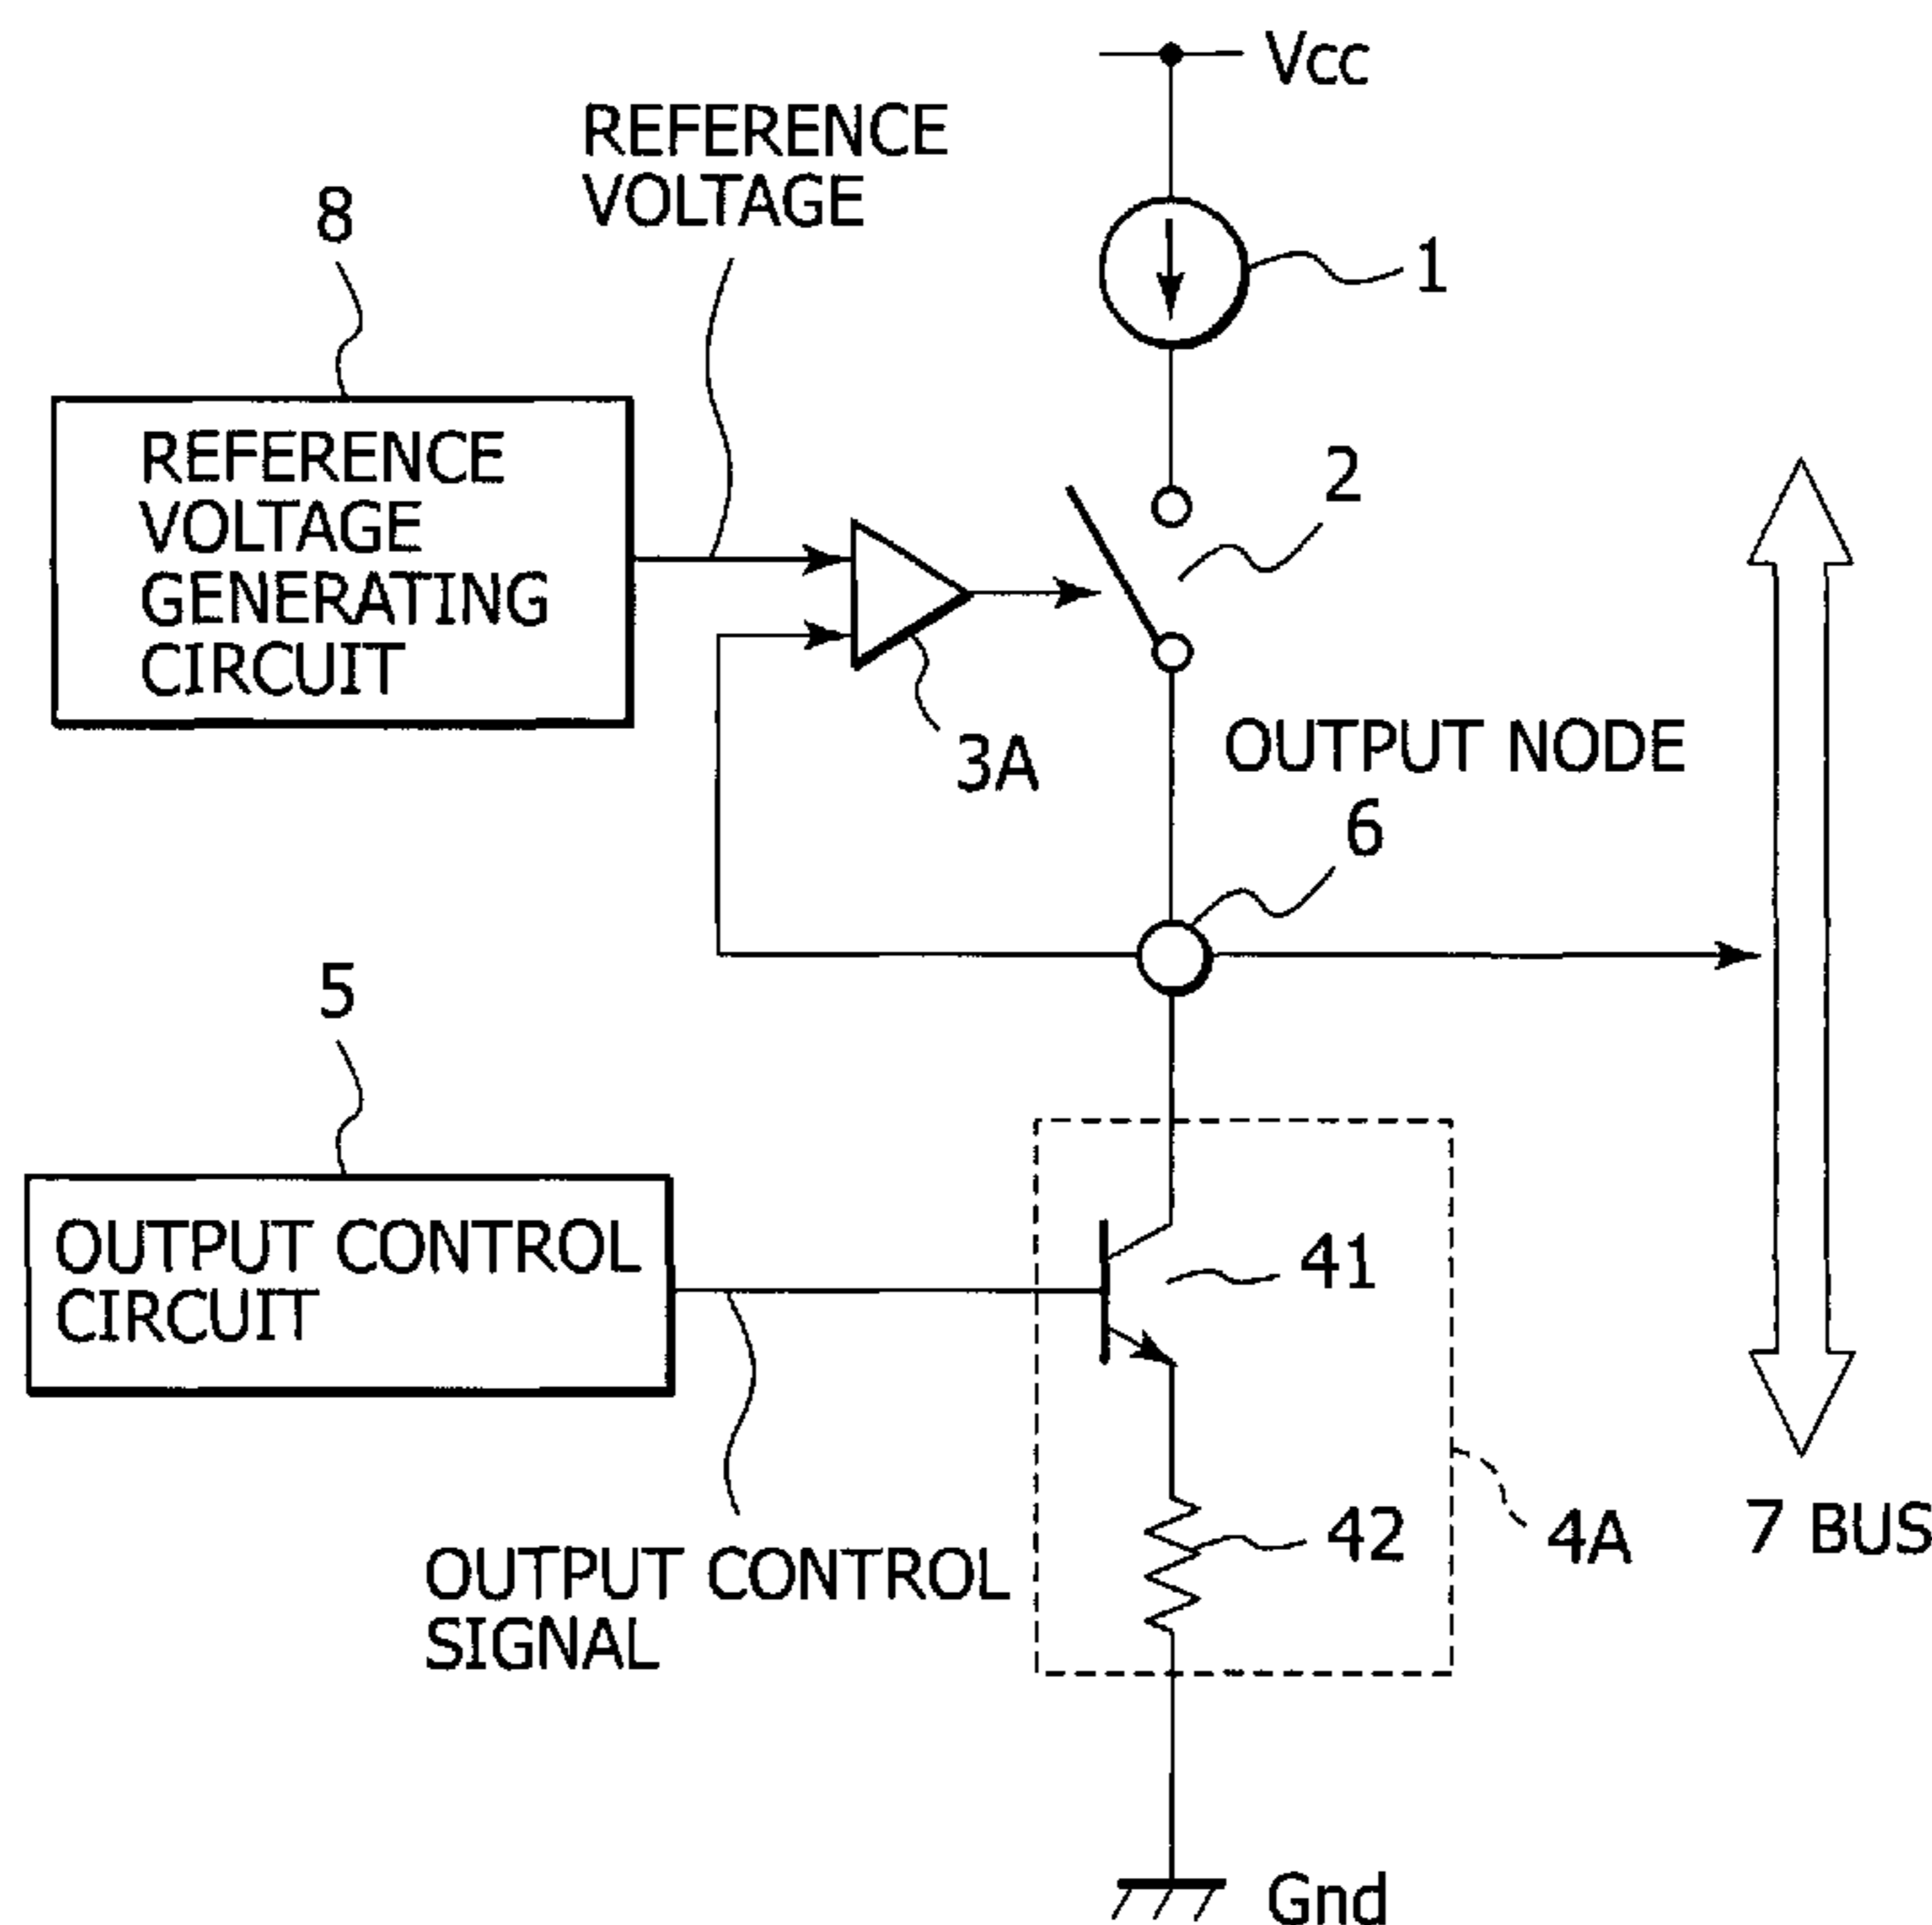 Vcc
REFERENCE
VOLTAGE
8
1
REFERENCE
VOLTAGE
GENERATING
CIRCUIT
2
3A
OUTPUT NODE
6
5
OUTPUT CONTROL
CIRCUIT
41
42
4A
7 BUS
OUTPUT CONTROL
SIGNAL
Gnd